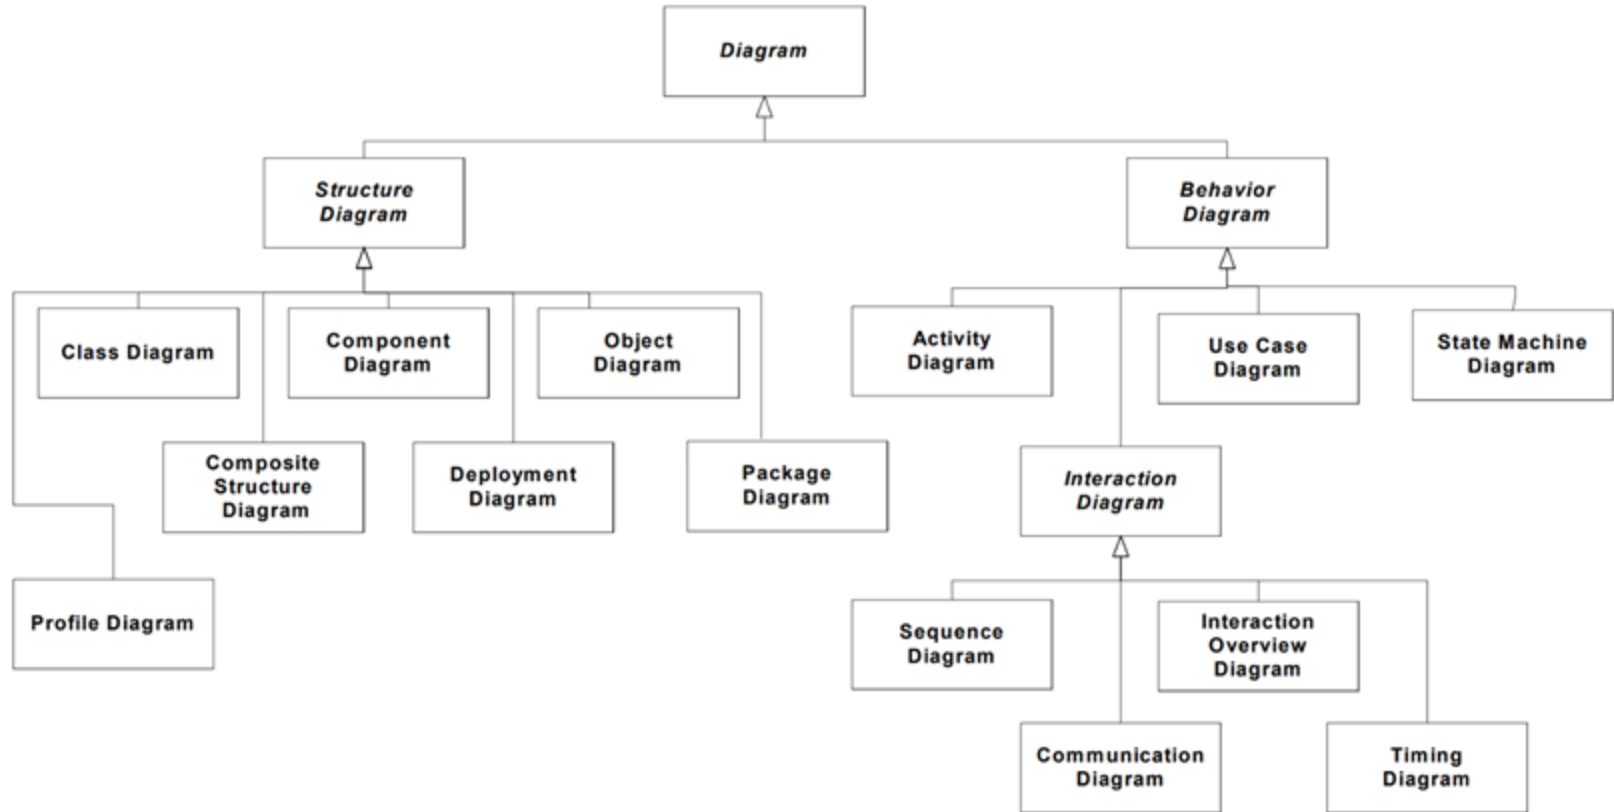 Diagram
Structure
Diagram
Behavior
Diagram
Class Diagram
Component
Diagram
Object
Diagram
Activity
Diagram
Use Case
Diagram
State Machine
Diagram
Composite
Structure
Diagram
Deployment
Diagram
Package
Diagram
Interaction
Diagram
Profile Diagram
Sequence
Diagram
Interaction
Overview
Diagram
Communication
Diagram
Timing
Diagram